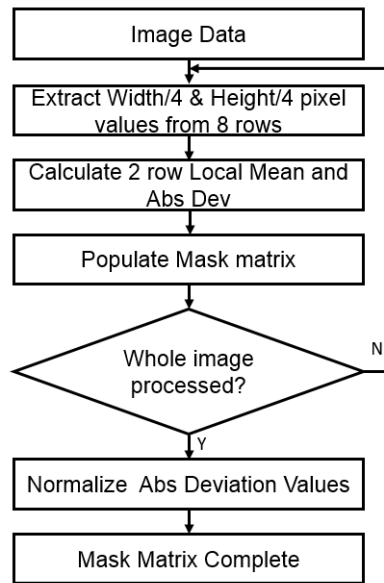 Image Data
Extract Width/4 & Height/4 pixel
values from 8 rows
Calculate 2 row Local Mean and
Abs Dev
Populate Mask matrix
Whole image
processed?
N
Y
Normalize Abs Deviation Values
Mask Matrix Complete